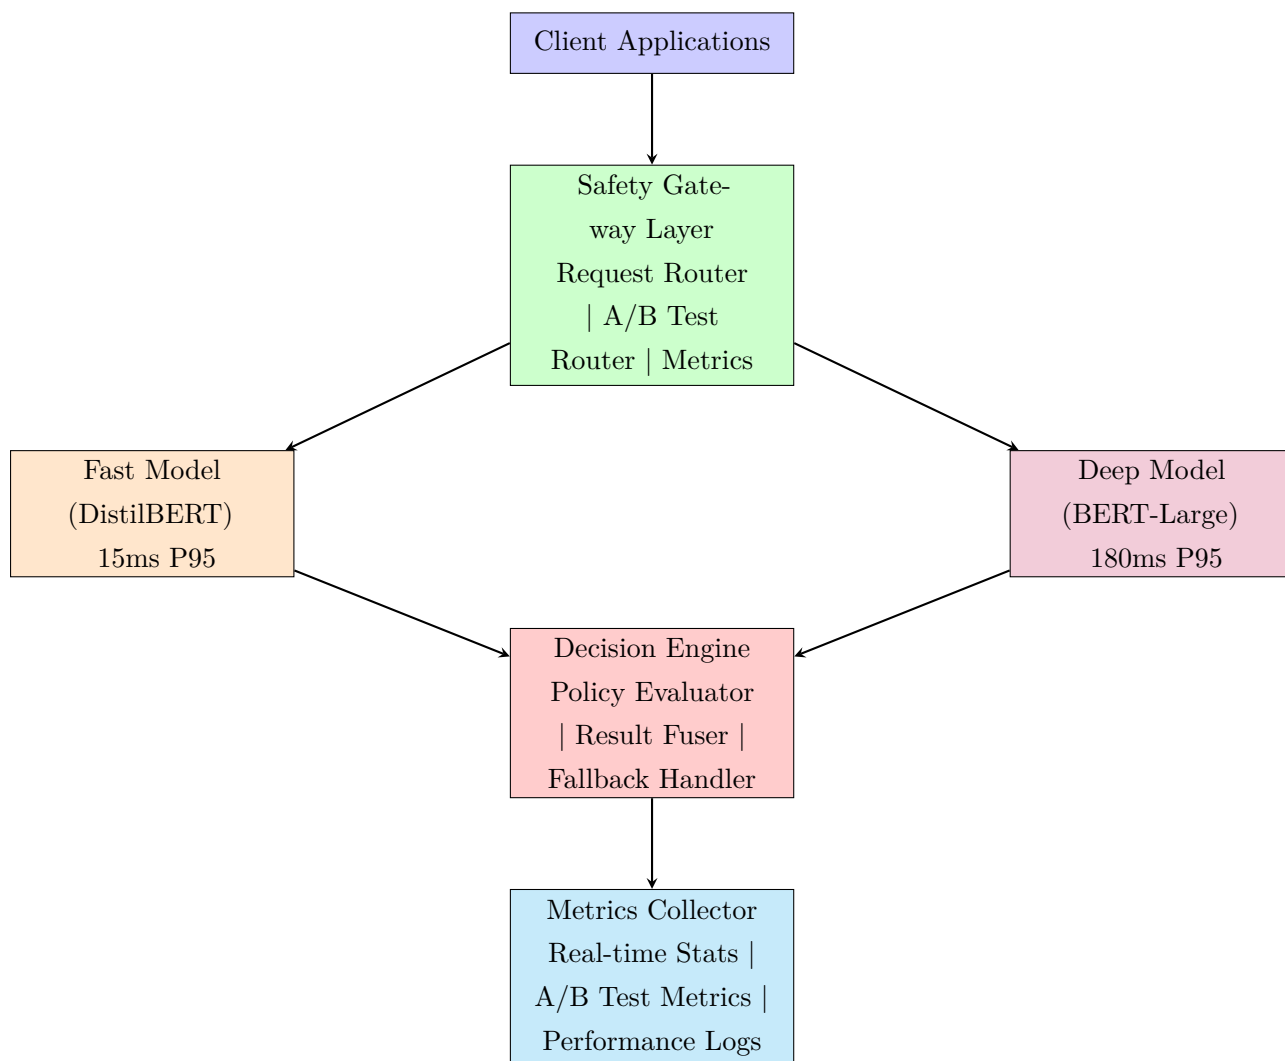 Client Applications
Safety Gate-
way Layer
Request Router
| A/B Test
Router | Metrics
Fast Model
(DistilBERT)
15ms P95
Deep Model
(BERT-Large)
180ms P95
Decision Engine
Policy Evaluator
| Result Fuser |
Fallback Handler
Metrics Collector
Real-time Stats |
A/B Test Metrics |
Performance Logs